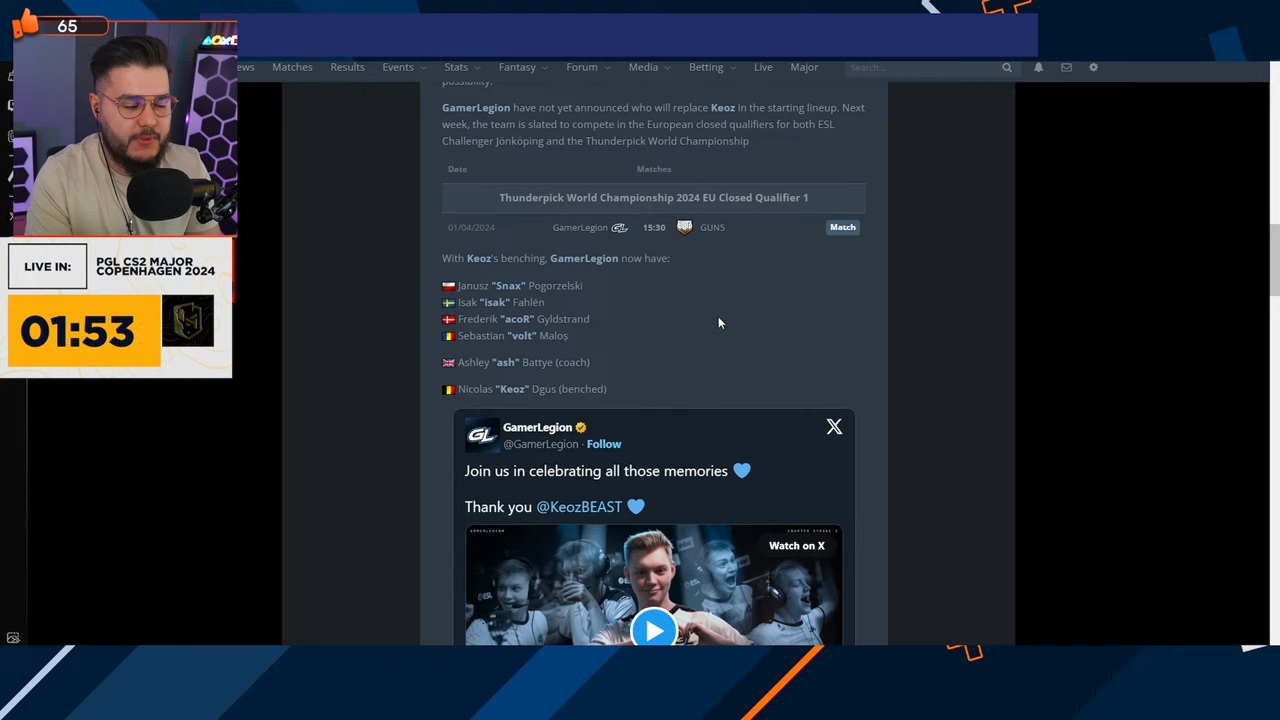 65
LIVE IN:
PGL CS2 MAJOR
COPENHAGEN 2024
01:53
ews Matches Results Events Stats Fantasy Forum Media Betting Live Major Search...
possibility.
GamerLegion have not yet announced who will replace Keoz in the starting lineup. Next
week, the team is slated to compete in the European closed qualifiers for both ESL
Challenger Jönköping and the Thunderpick World Championship
Date Matches
Thunderpick World Championship 2024 EU Closed Qualifier 1
01/04/2024 GamerLegion 15:30 GUN5 Match
With Keoz's benching, GamerLegion now have:
Janusz "Snax" Pogorzelski
Isak "isak" Fahlén
Frederik "acoR" Gyldstrand
Sebastian "volt" Maloș
Ashley "ash" Battye (coach)
Nicolas "Keoz" Dgus (benched)
GamerLegion
@GamerLegion · Follow
Join us in celebrating all those memories
Thank you @KeozBEAST
Watch on X